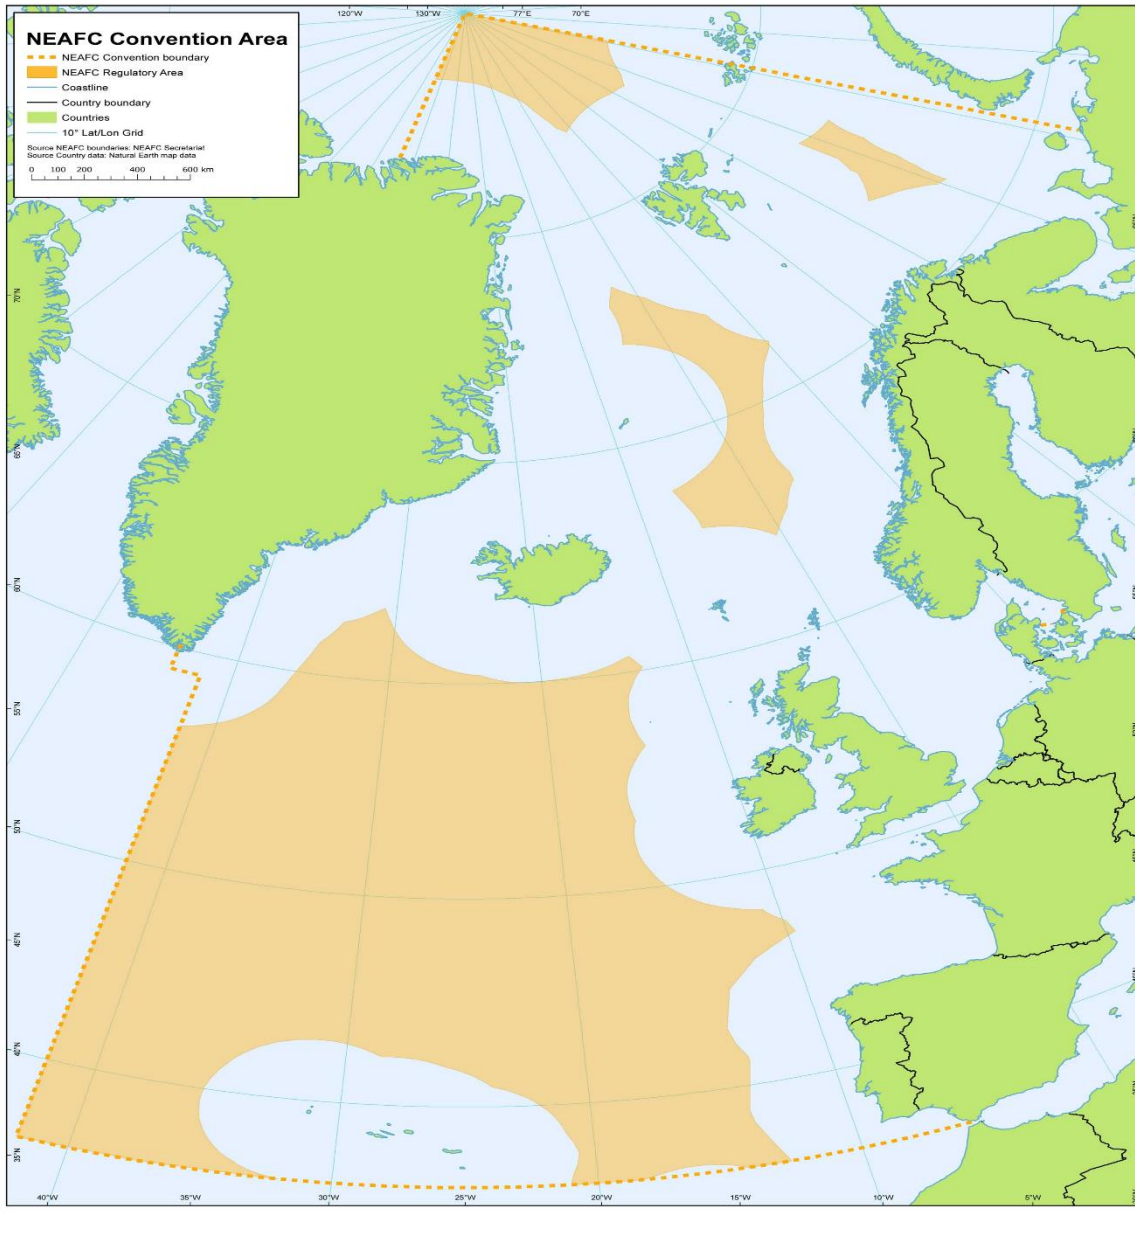 120°W 130°W 77°E 70°E
NEAFC Convention Area
NEAFC Convention boundary
NEAFC Regulatory Area
Coastline
Country boundary
Countries
10° Lat/Lon Grid
Source NEAFC boundaries: NEAFC Secretariat
Source Country data: Natural Earth map data
0 100 200 400 600 km
70°N
65°N
60°N
55°N
50°N
45°N
40°N
35°N
40°W 35°W 30°W 25°W 20°W 15°W 10°W 5°W